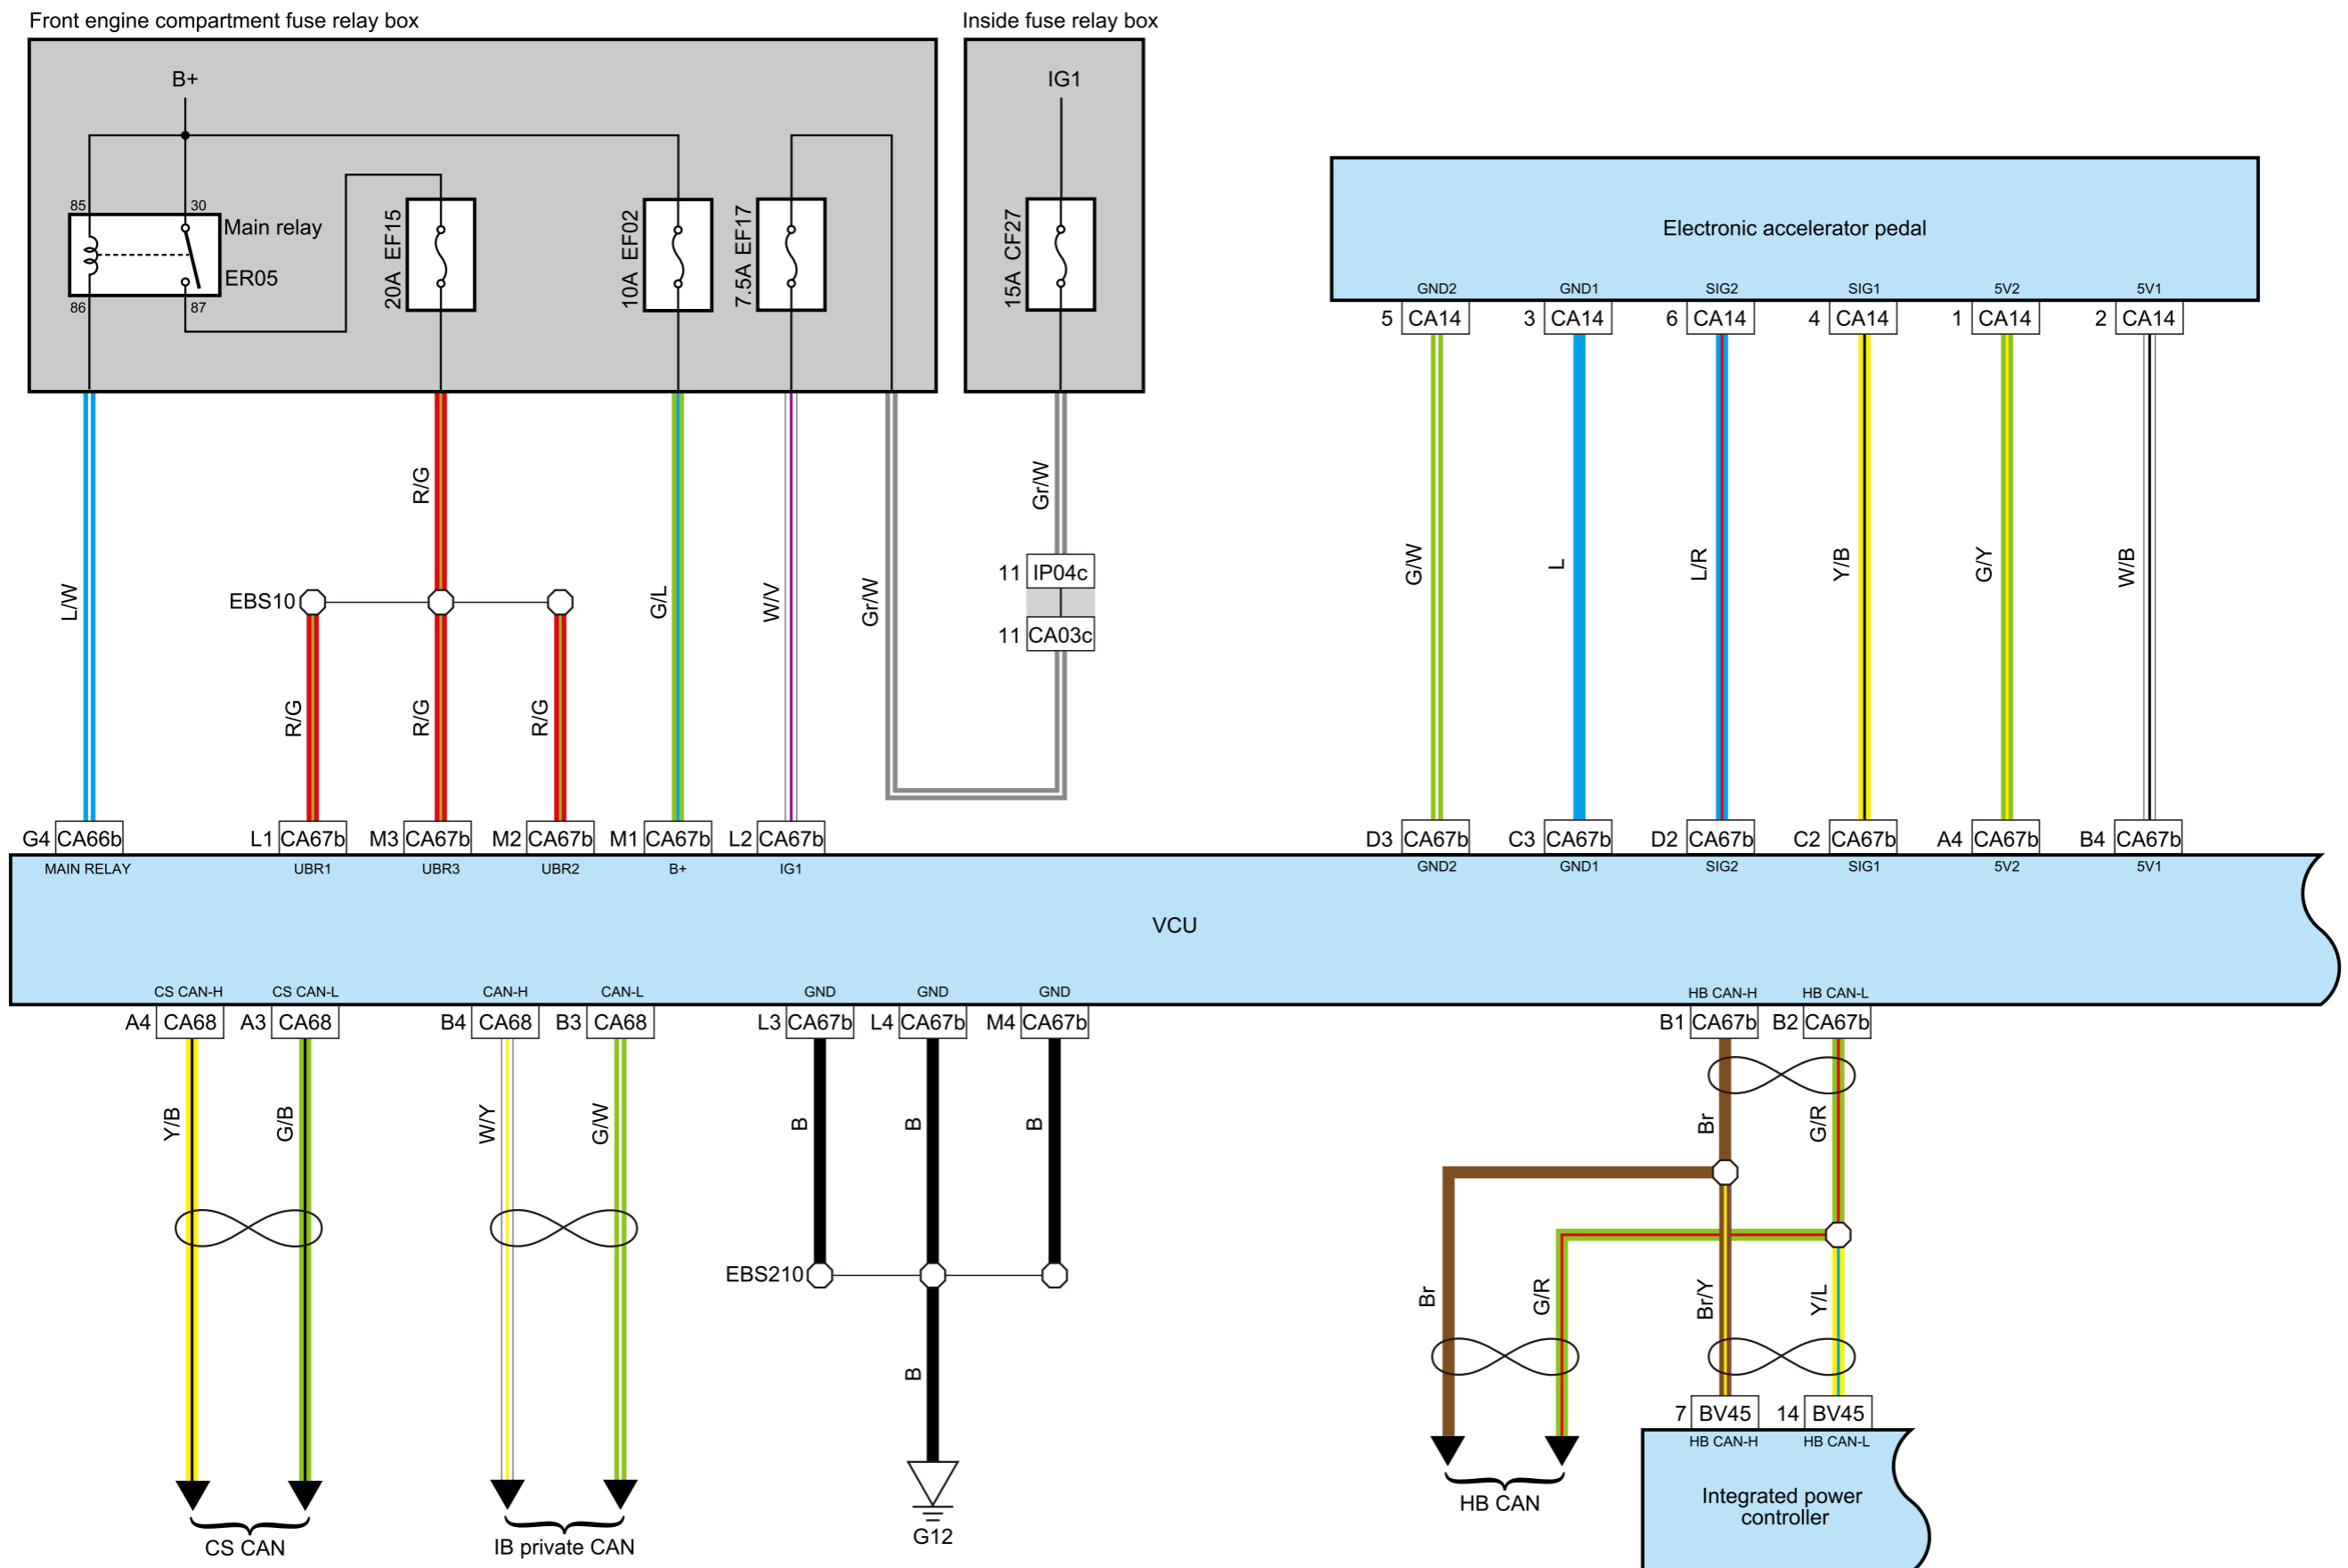 Front engine compartment fuse relay box
Inside fuse relay box
B+
IG1
85
30
Main relay
ER05
86
87
20A EF15
10A EF02
7.5A EF17
15A CF27
Electronic accelerator pedal
GND2
GND1
SIG2
SIG1
5V2
5V1
5 CA14
3 CA14
6 CA14
4 CA14
1 CA14
2 CA14
R/G
Gr/W
11 IP04c
11 CA03c
L/W
EBS10
G/L
W/V
Gr/W
G/W
L
L/R
Y/B
G/Y
W/B
R/G
R/G
R/G
G4 CA66b
L1 CA67b
M3 CA67b
M2 CA67b
M1 CA67b
L2 CA67b
D3 CA67b
C3 CA67b
D2 CA67b
C2 CA67b
A4 CA67b
B4 CA67b
MAIN RELAY
UBR1
UBR3
UBR2
B+
IG1
GND2
GND1
SIG2
SIG1
5V2
5V1
VCU
CS CAN-H
CS CAN-L
CAN-H
CAN-L
GND
GND
GND
HB CAN-H
HB CAN-L
A4 CA68
A3 CA68
B4 CA68
B3 CA68
L3 CA67b
L4 CA67b
M4 CA67b
B1 CA67b
B2 CA67b
Y/B
G/B
W/Y
G/W
B
B
B
Br
G/R
EBS210
Br
G/R
Br/Y
Y/L
B
7 BV45
14 BV45
HB CAN-H
HB CAN-L
Integrated power
controller
HB CAN
G12
CS CAN
IB private CAN